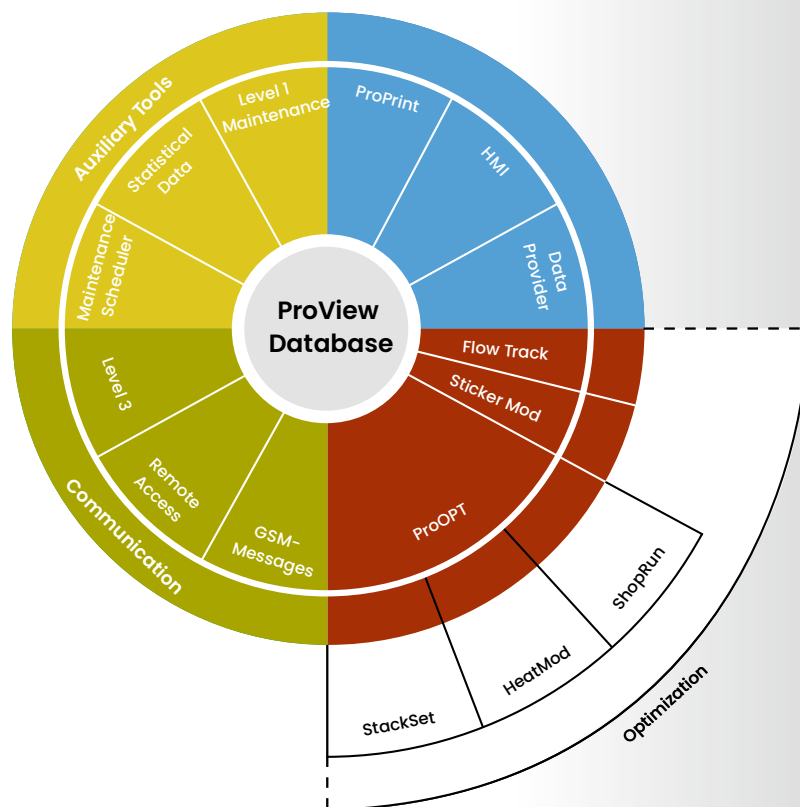 Auxiliary Tools
Level 1
Maintenance
Statistical
Data
Maintenance
Scheduler
ProPrint
HMI
Data
Provider
ProView
Database
Flow Track
Sticker Mod
ProOPT
Level 3
Remote
Access
GSM-
Messages
Communication
ShopRun
HeatMod
StackSet
Optimization